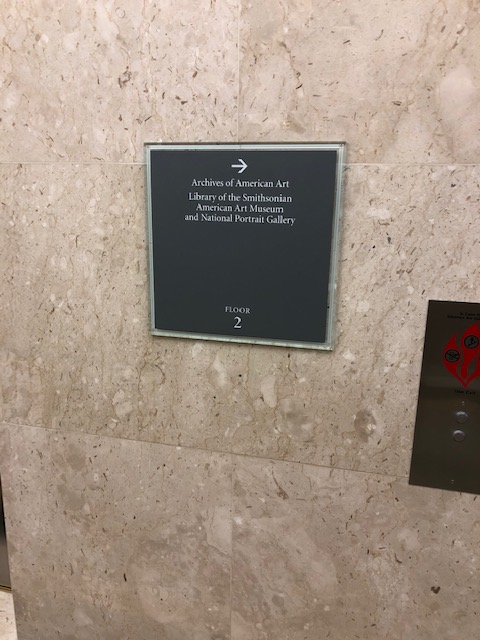 →
Archives of American Art
Library of the Smithsonian
American Art Museum
and National Portrait Gallery
FLOOR
2